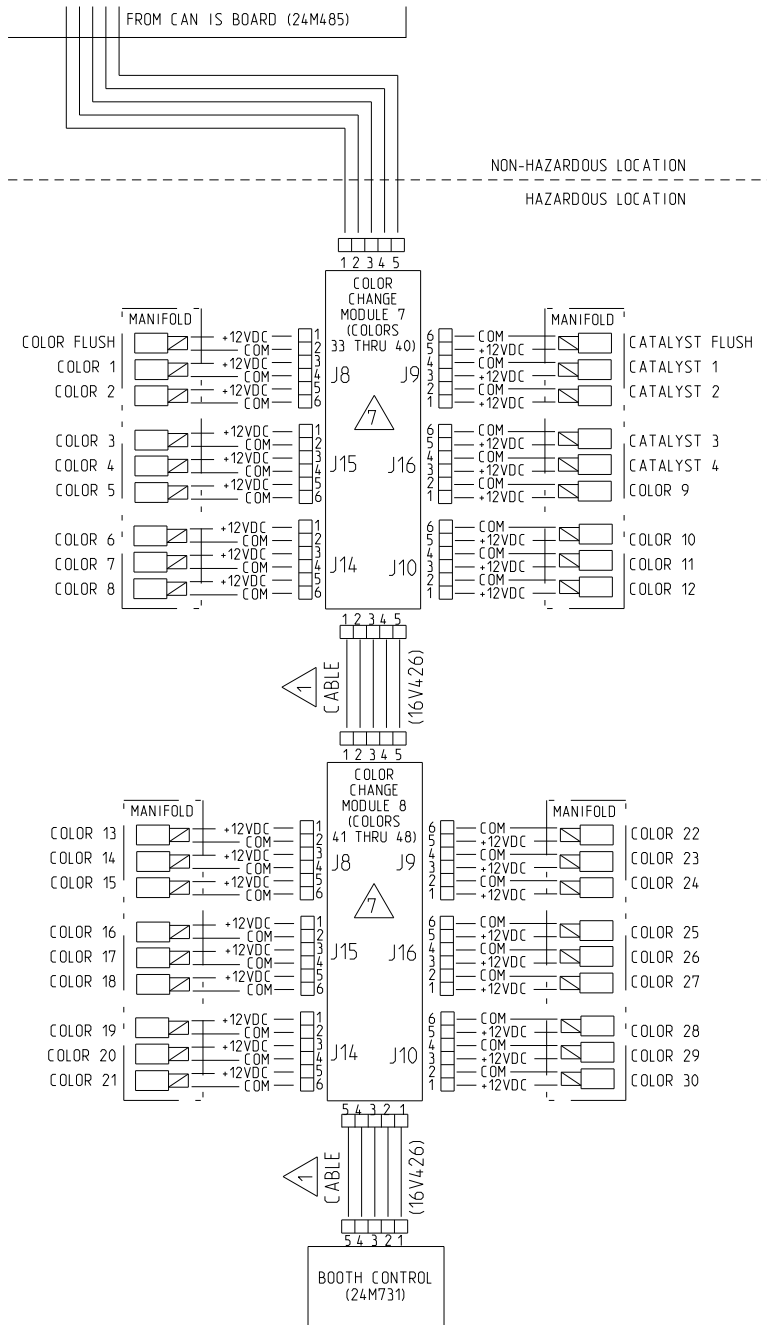 FROM CAN IS BOARD (24M485)
NON-HAZARDOUS LOCATION
HAZARDOUS LOCATION
1 2 3 4 5
COLOR
CHANGE
MODULE 7
(COLORS
33 THRU 40)
7
MANIFOLD
COLOR FLUSH +12VDC 1
COM 2
COLOR 1 +12VDC 3
COM 4
COLOR 2 +12VDC 5
COM 6
J8
COLOR 3 +12VDC 1
COM 2
COLOR 4 +12VDC 3
COM 4
COLOR 5 +12VDC 5
COM 6
J15
COLOR 6 +12VDC 1
COM 2
COLOR 7 +12VDC 3
COM 4
COLOR 8 +12VDC 5
COM 6
J14
MANIFOLD
J9
6 COM CATALYST FLUSH
5 +12VDC
4 COM CATALYST 1
3 +12VDC
2 COM CATALYST 2
1 +12VDC
J16
6 COM CATALYST 3
5 +12VDC
4 COM CATALYST 4
3 +12VDC
2 COM COLOR 9
1 +12VDC
J10
6 COM COLOR 10
5 +12VDC
4 COM COLOR 11
3 +12VDC
2 COM COLOR 12
1 +12VDC
1 2 3 4 5
1
CABLE
(16V426)
1 2 3 4 5
COLOR
CHANGE
MODULE 8
(COLORS
41 THRU 48)
7
MANIFOLD
COLOR 13 +12VDC 1
COM 2
COLOR 14 +12VDC 3
COM 4
COLOR 15 +12VDC 5
COM 6
J8
COLOR 16 +12VDC 1
COM 2
COLOR 17 +12VDC 3
COM 4
COLOR 18 +12VDC 5
COM 6
J15
COLOR 19 +12VDC 1
COM 2
COLOR 20 +12VDC 3
COM 4
COLOR 21 +12VDC 5
COM 6
J14
MANIFOLD
J9
6 COM COLOR 22
5 +12VDC
4 COM COLOR 23
3 +12VDC
2 COM COLOR 24
1 +12VDC
J16
6 COM COLOR 25
5 +12VDC
4 COM COLOR 26
3 +12VDC
2 COM COLOR 27
1 +12VDC
J10
6 COM COLOR 28
5 +12VDC
4 COM COLOR 29
3 +12VDC
2 COM COLOR 30
1 +12VDC
5 4 3 2 1
1
CABLE
(16V426)
5 4 3 2 1
BOOTH CONTROL
(24M731)